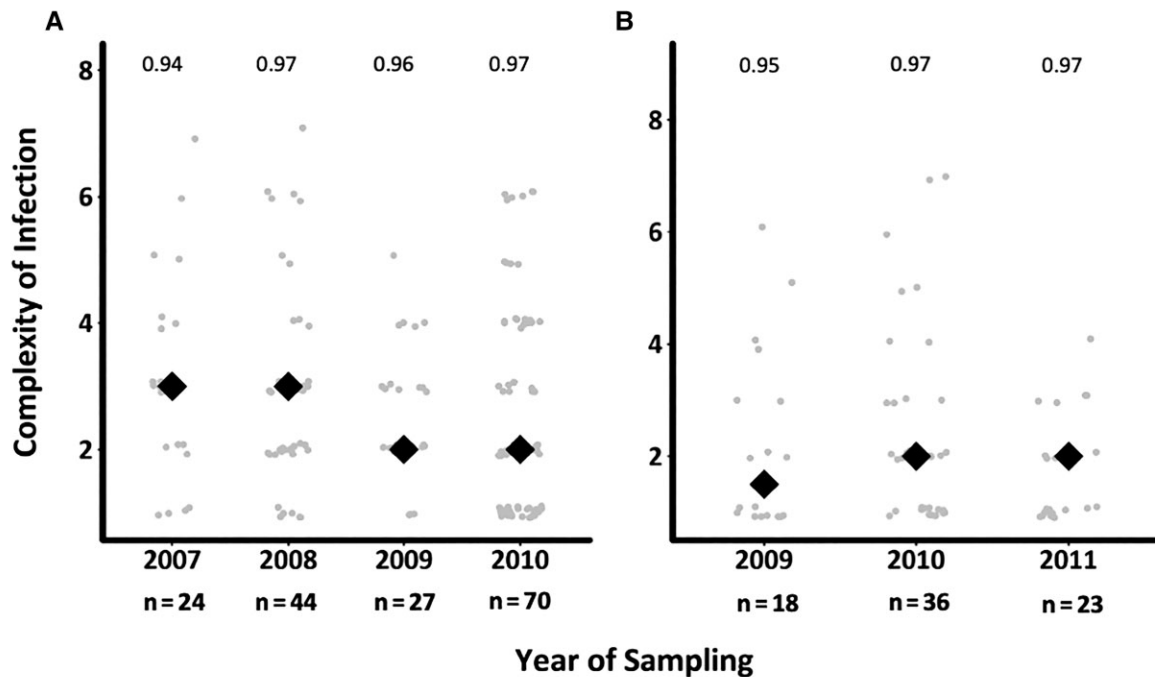 A B
0.94 0.97 0.96 0.97 0.95 0.97 0.97
8 8
6 6
4 4
2 2
Complexity of Infection
2007 2008 2009 2010 2009 2010 2011
n=24 n=44 n=27 n=70 n=18 n=36 n=23
Year of Sampling